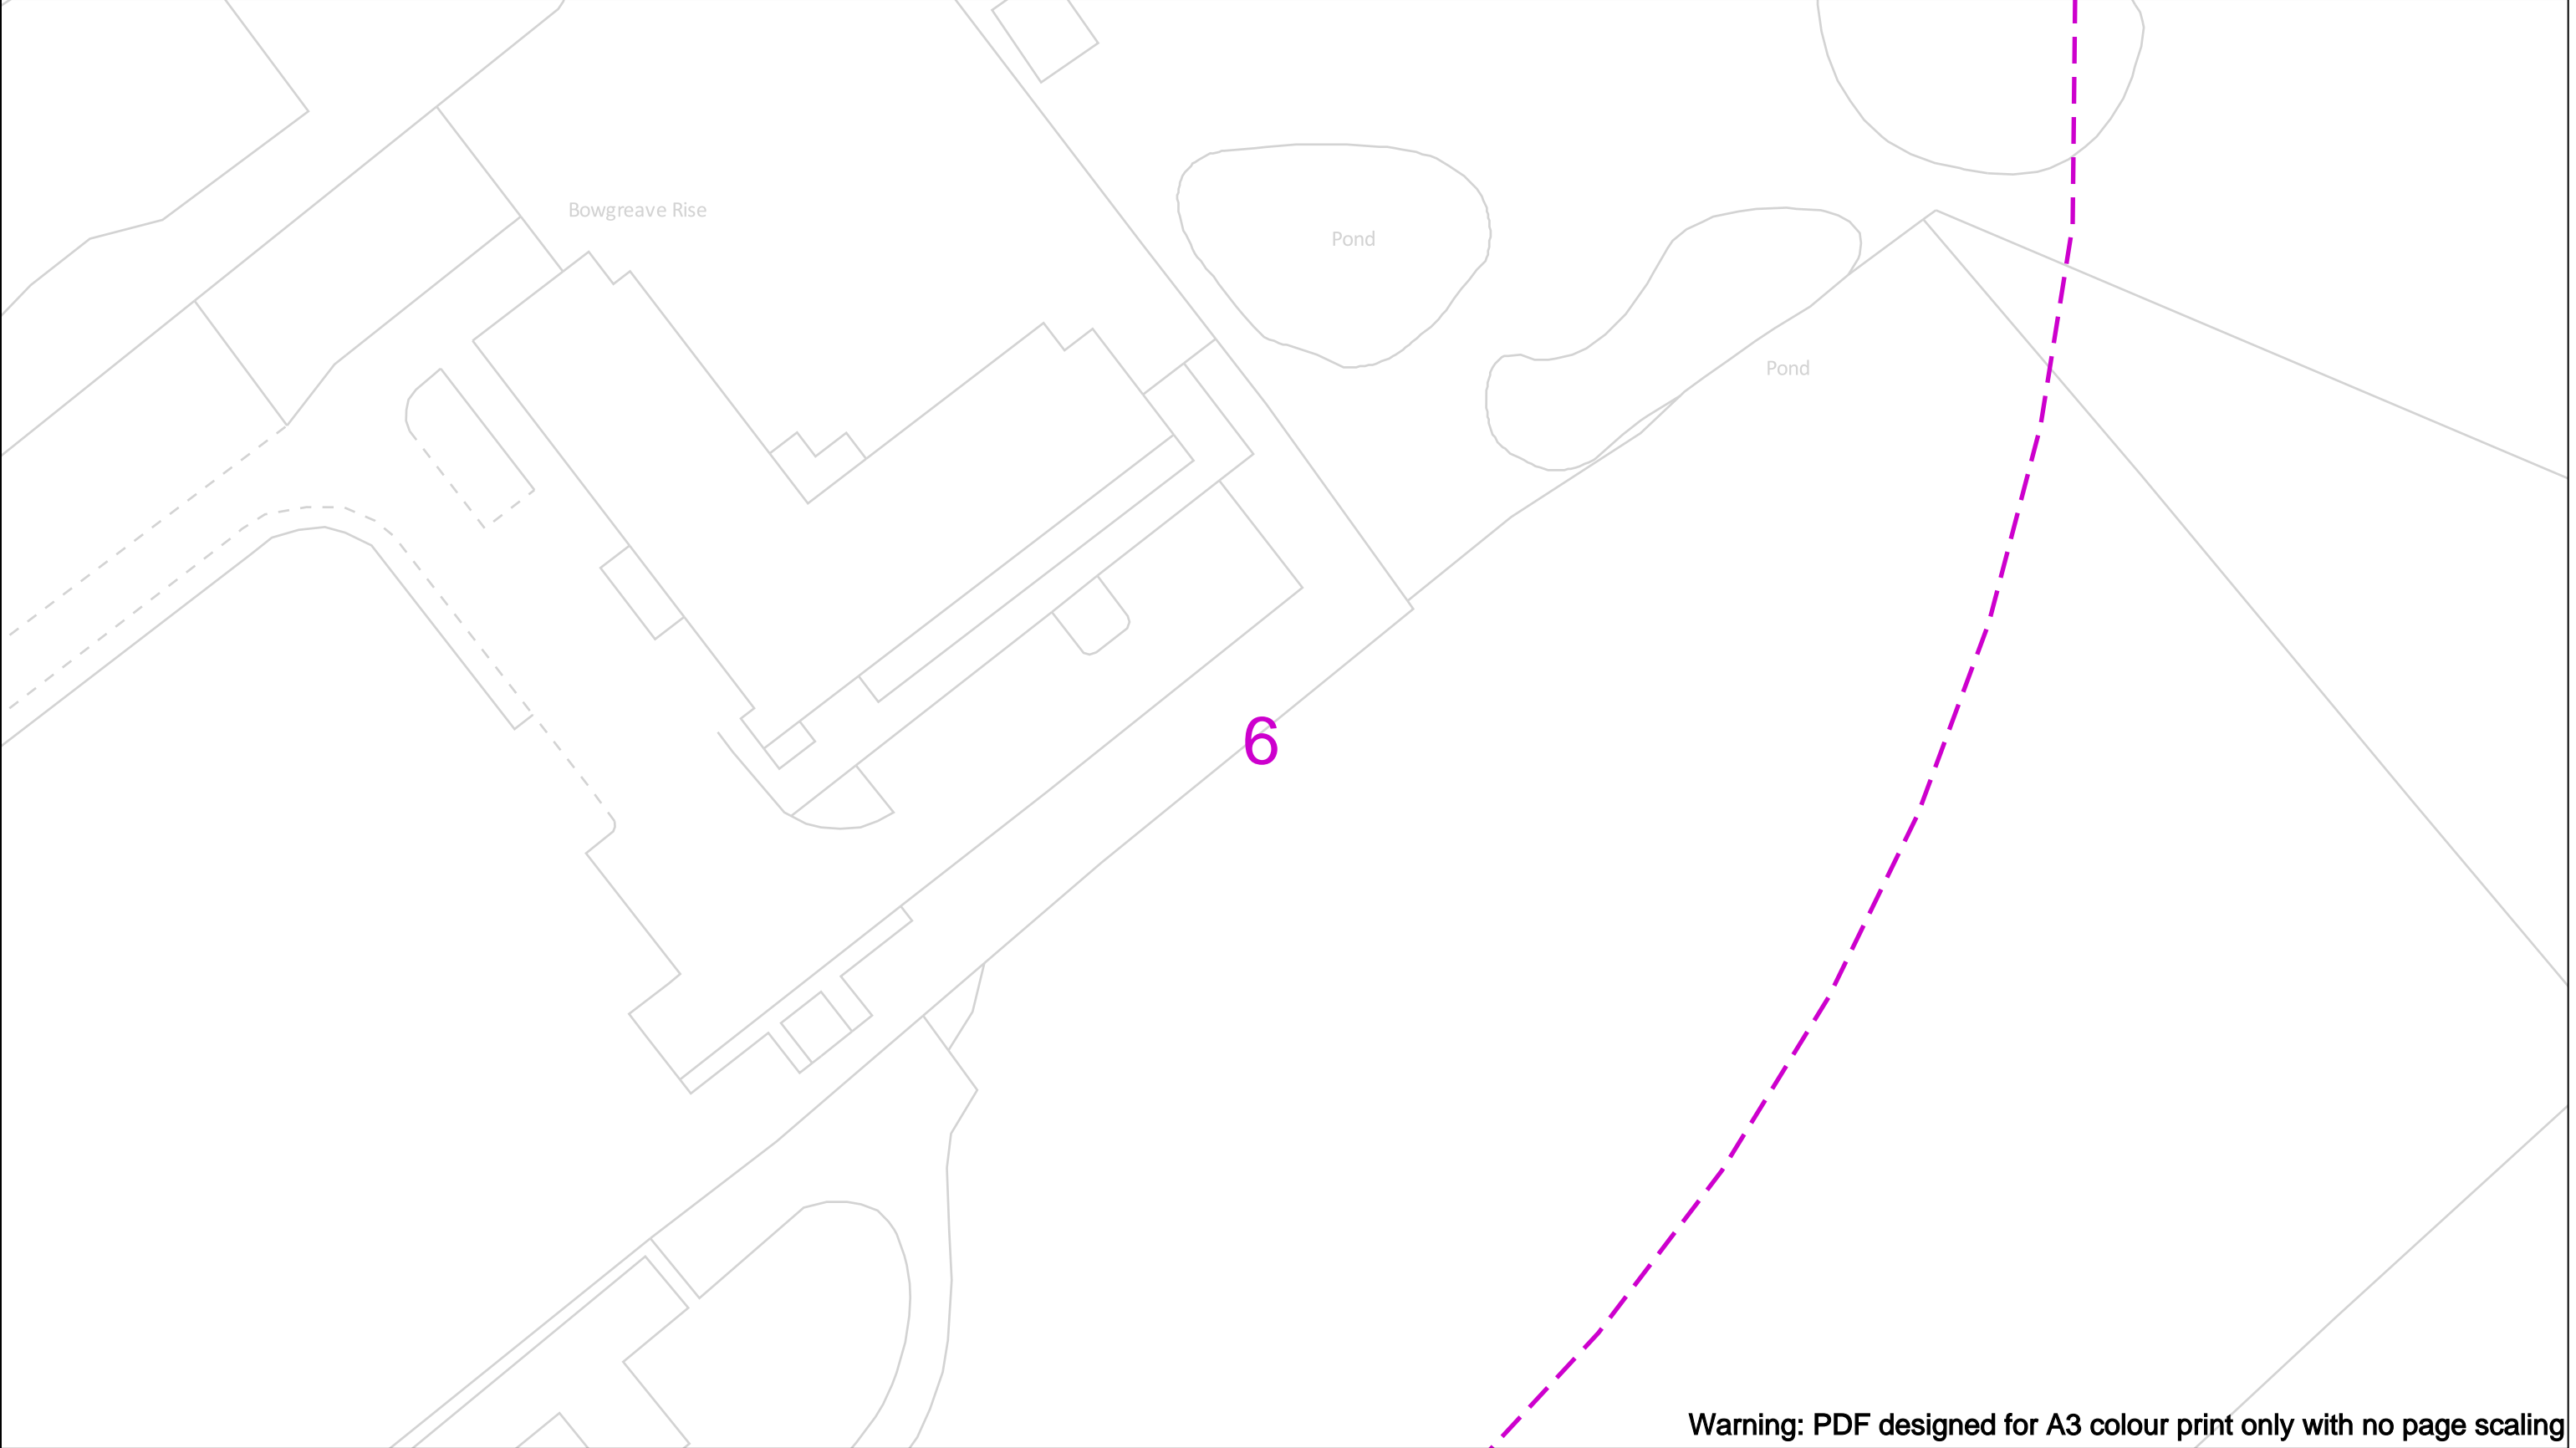 Bowgreave Rise
Pond
Pond
6
Warning: PDF designed for A3 colour print only with no page scaling